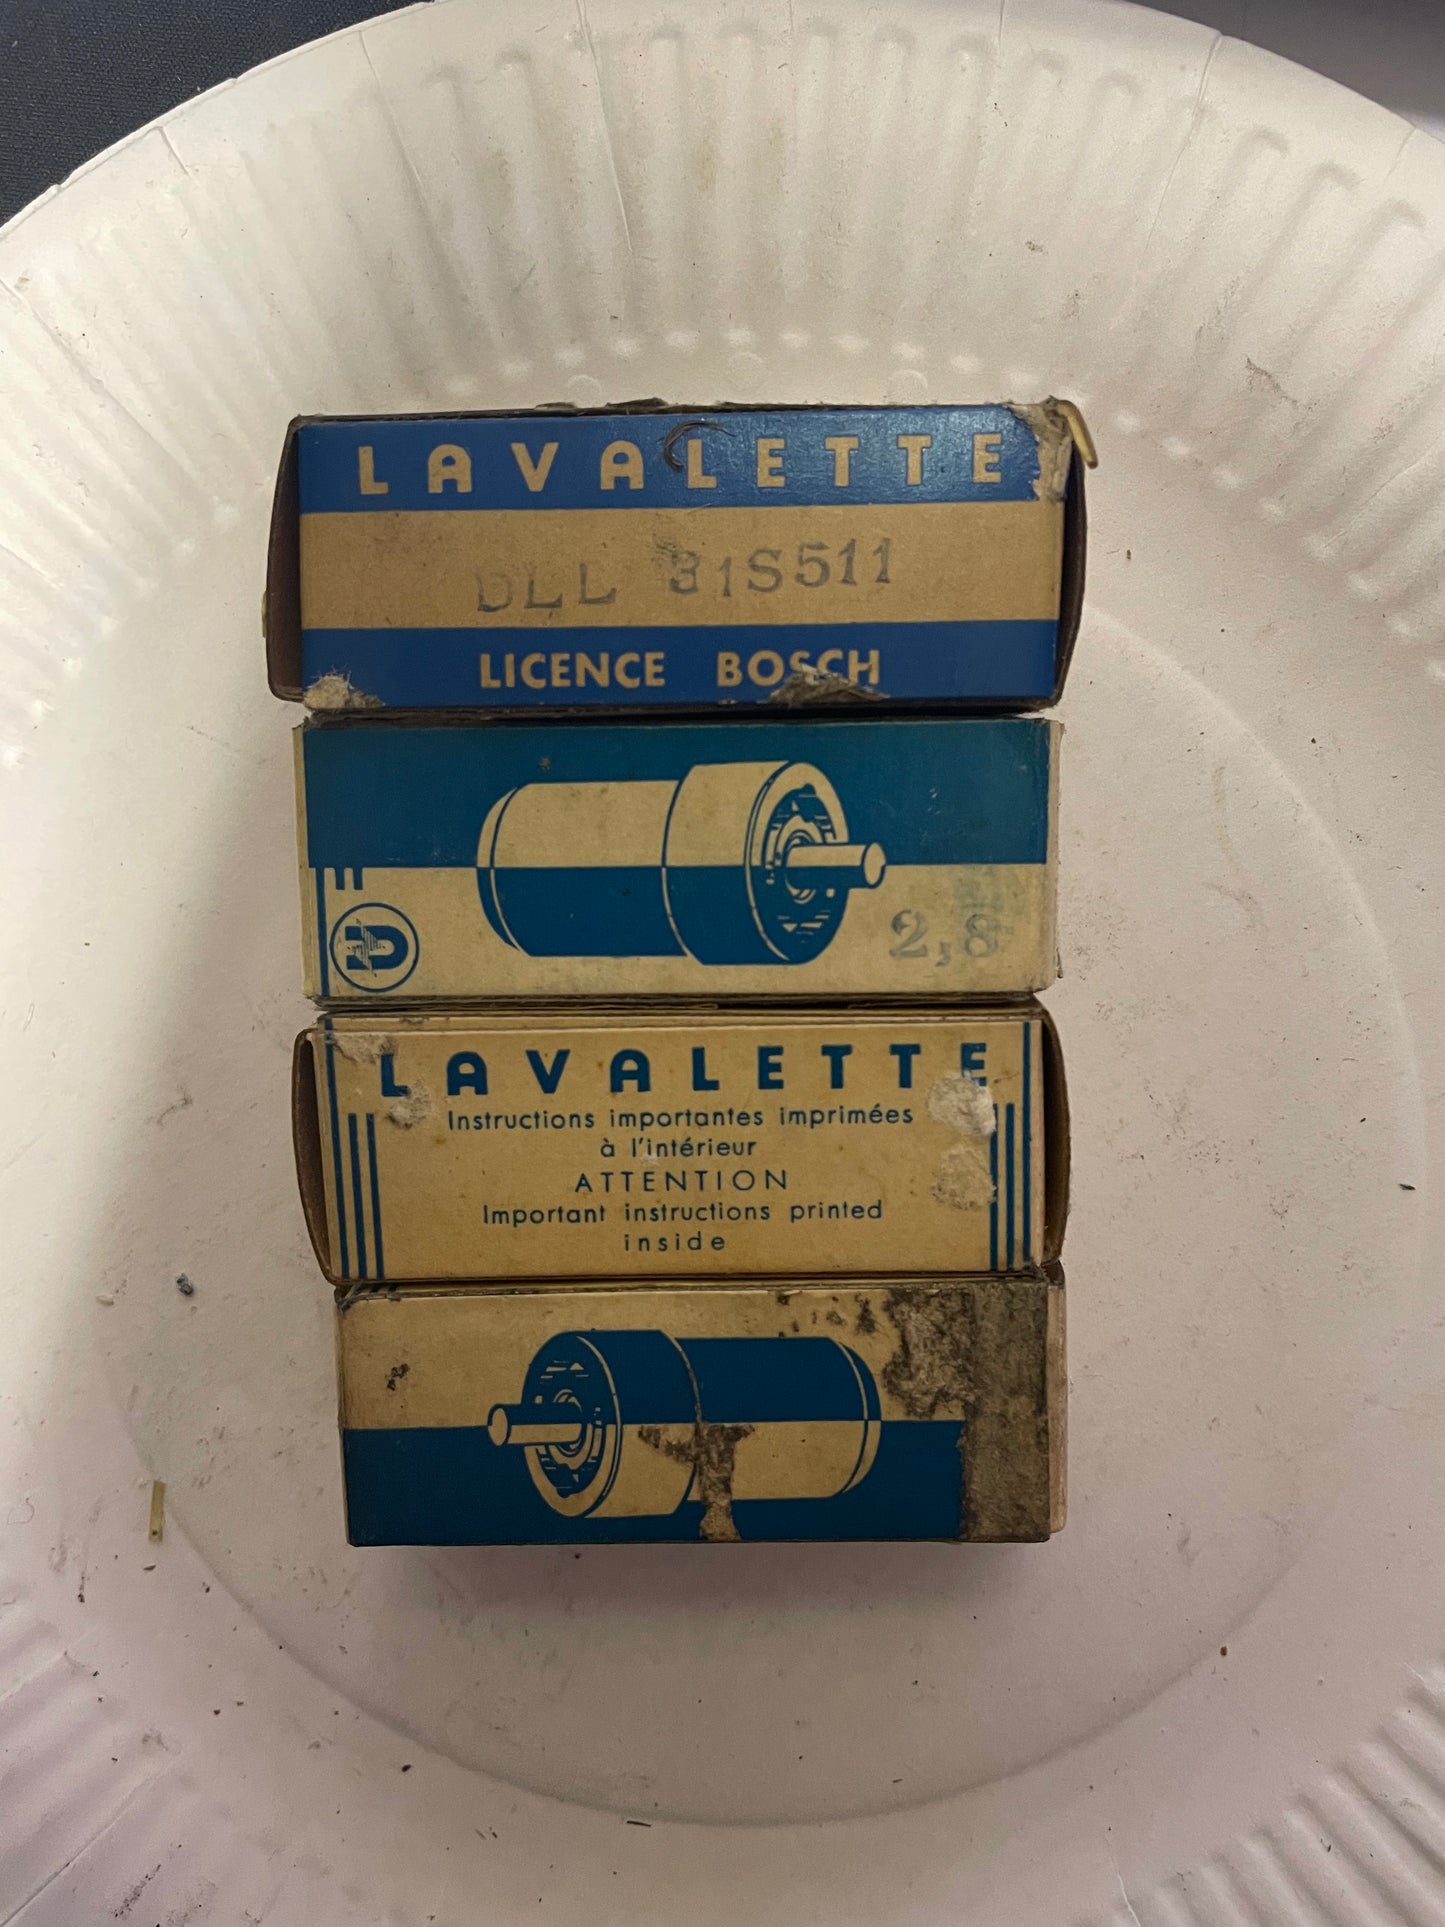 LAVALETTE
DLL 31S511
LICENCE BOSCH
2,8
LAVALETTE
Instructions importantes imprimées
à l'intérieur
ATTENTION
Important instructions printed
inside